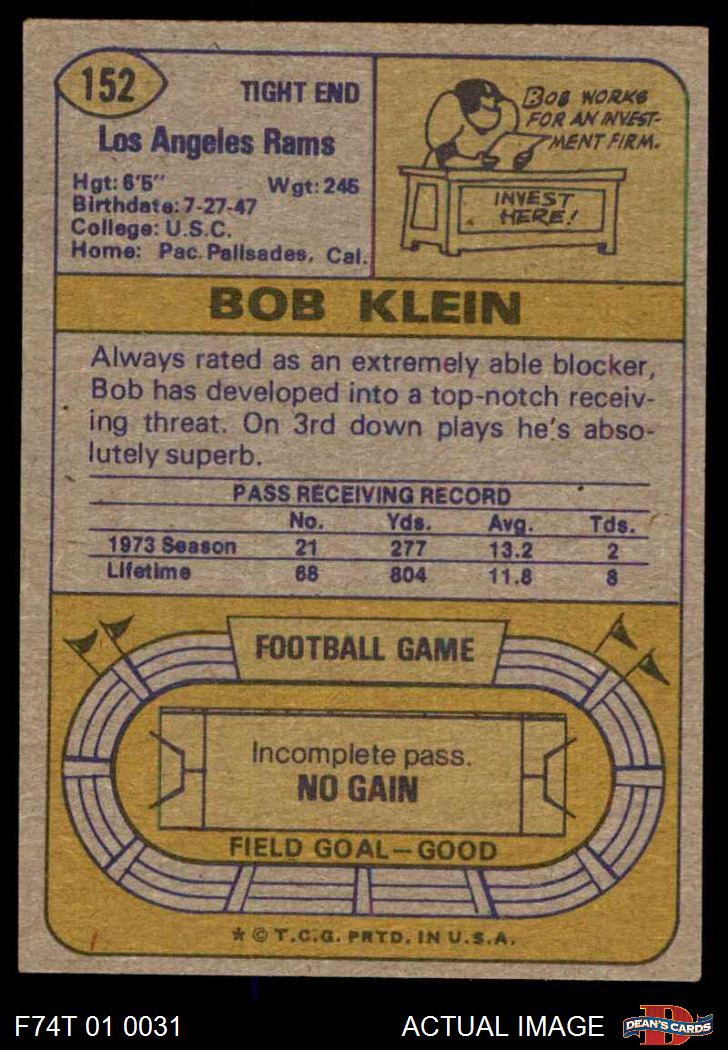 152
TIGHT END
Los Angeles Rams
Hgt: 6'5" Wgt: 245
Birthdate: 7-27-47
College: U.S.C.
Home: Pac. Palisades, Cal.
BOB WORKS
FOR AN INVEST-
MENT FIRM.
INVEST
HERE!
BOB KLEIN
Always rated as an extremely able blocker,
Bob has developed into a top-notch receiv-
ing threat. On 3rd down plays he's abso-
lutely superb.
PASS RECEIVING RECORD
No. Yds. Avg. Tds.
1973 Season 21 277 13.2 2
Lifetime 68 804 11.8 8
FOOTBALL GAME
Incomplete pass.
NO GAIN
FIELD GOAL—GOOD
* © T.C.G. PRTD. IN U.S.A.
F74T 01 0031 ACTUAL IMAGE D DEAN'S CARDS